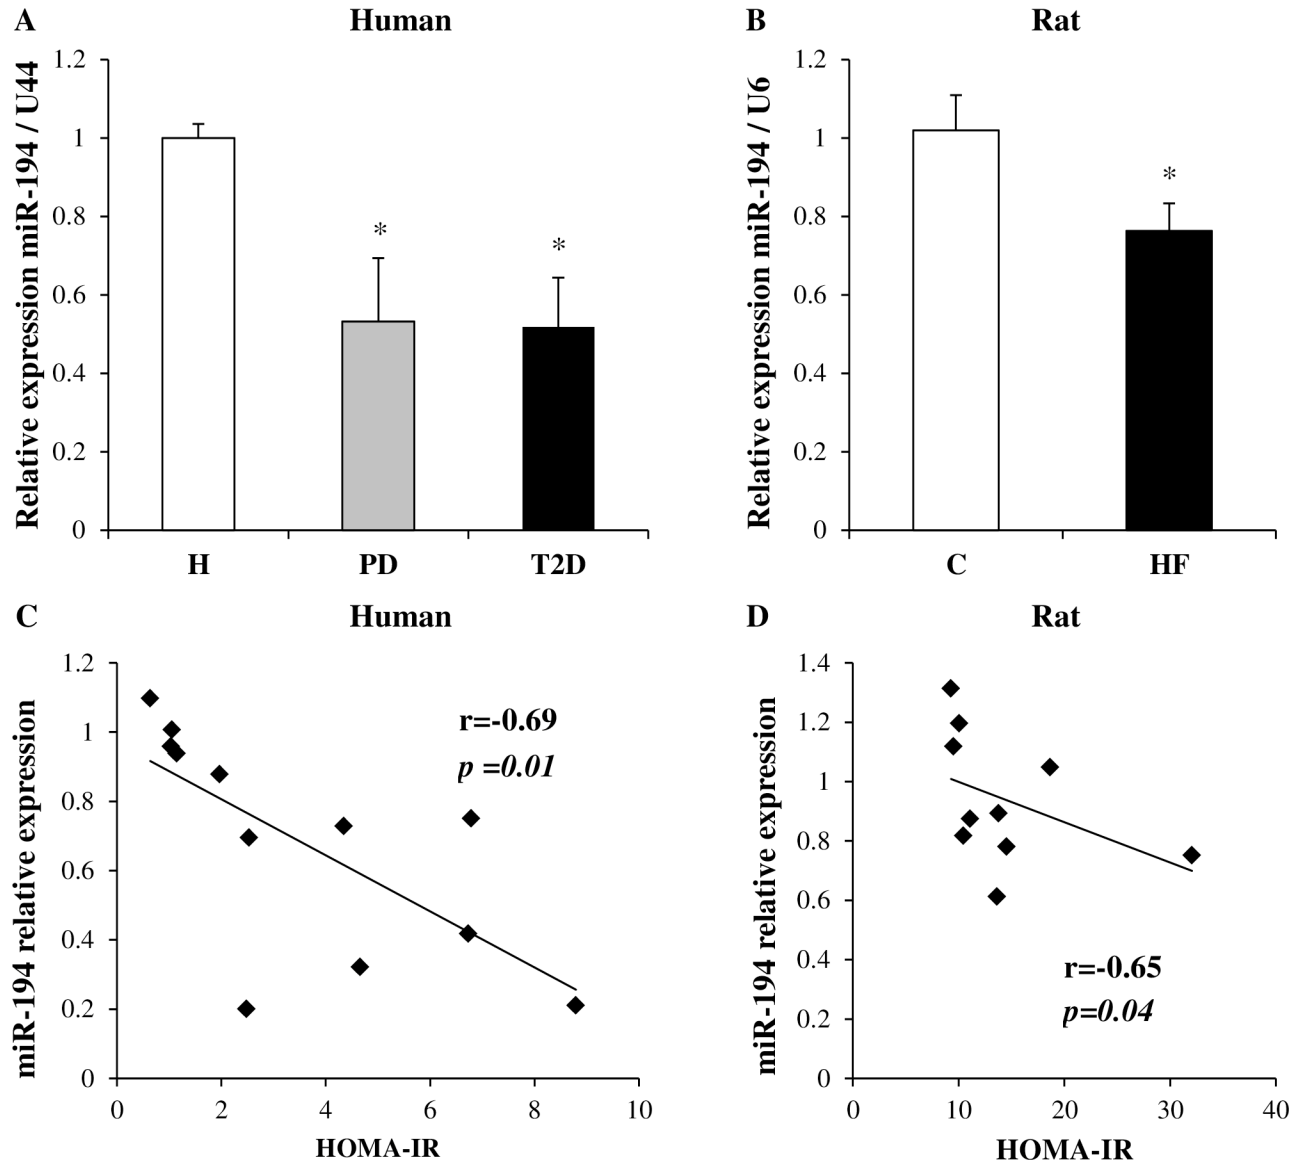 A
Human
Relative expression miR-194 / U44
1.2
1
0.8
0.6
0.4
0.2
0
*
*
H
PD
T2D
B
Rat
Relative expression miR-194 / U6
1.2
1
0.8
0.6
0.4
0.2
0
*
C
HF
C
Human
miR-194 relative expression
1.2
1
0.8
0.6
0.4
0.2
0
r=-0.69
p =0.01
0
2
4
6
8
10
HOMA-IR
D
Rat
miR-194 relative expression
1.4
1.2
1
0.8
0.6
0.4
0.2
0
r=-0.65
p=0.04
0
10
20
30
40
HOMA-IR